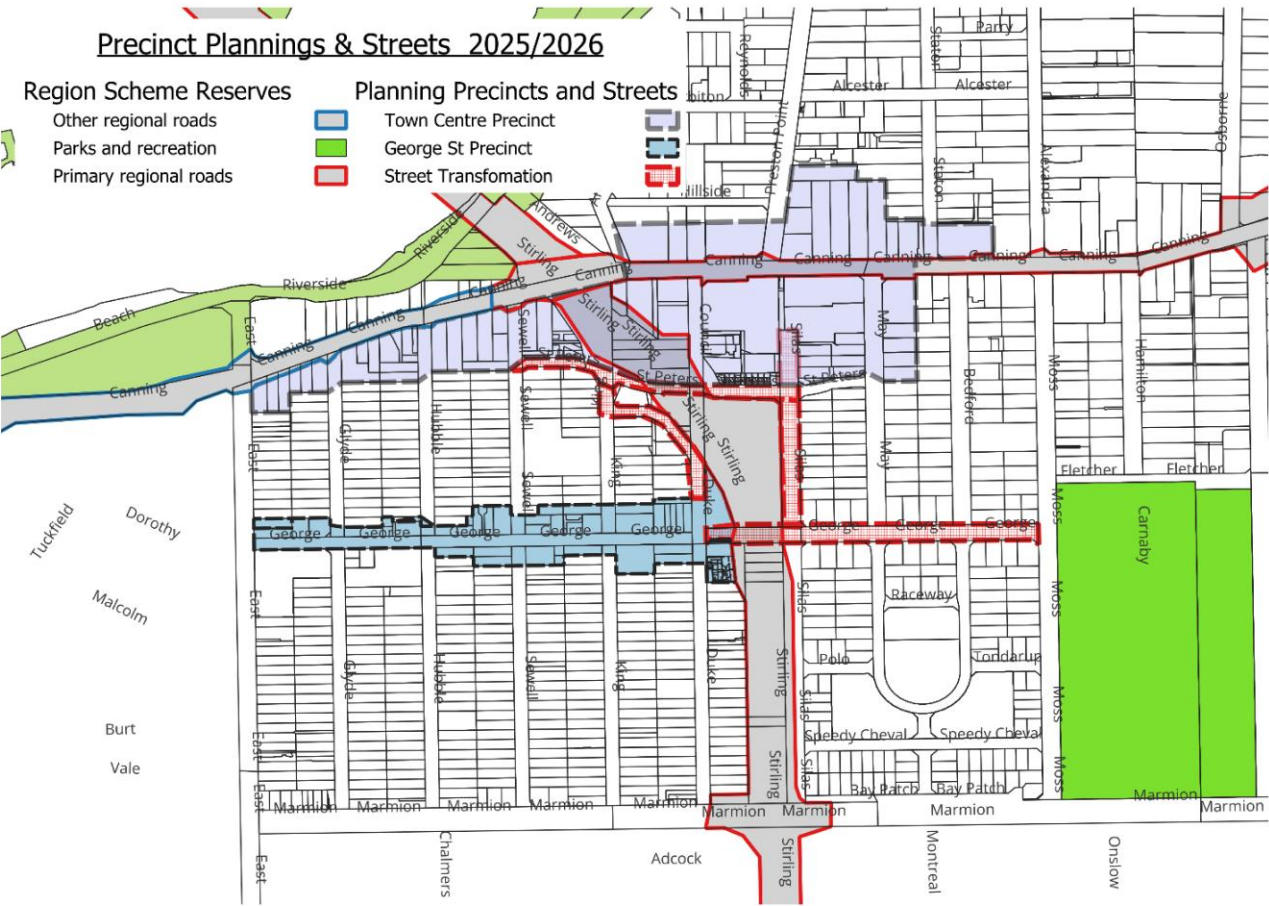 Precinct Plannings & Streets 2025/2026
Region Scheme Reserves
Other regional roads
Parks and recreation
Primary regional roads
Planning Precincts and Streets
Town Centre Precinct
George St Precinct
Street Transfomation
Reynolds
Staton
Parry
Alcester
Alcester
Preston Point
Osborne
Staton
Alexandra
Andrews
Riverside
Stirling
Canning
Canning
Canning
Canning
Canning
Canning
Canning
Canning
Riverside
Beach
East
Canning
Canning
Canning
Sewell
Stirling
Stirling
Council
Silas
May
St Peters
St Peters
Moss
Hamilton
Bedford
East
Glyde
Hubble
Sewell
Sewell
King
Stirling
Stirling
Duke
Silas
May
Fletcher
Fletcher
Tuckfield
Dorothy
George
George
George
George
George
George
George
George
Moss
Carnaby
Malcolm
East
Silas
Raceway
Moss
Glyde
Hubble
Sewell
King
Duke
Stirling
Polo
Tondarup
Silas
Moss
Burt
Vale
East
Speedy Cheval
Speedy Cheval
Stirling
Silas
Moss
East
Bay Patch
Bay Patch
Marmion
Marmion
Marmion
Marmion
Marmion
Marmion
Marmion
Marmion
Marmion
Marmion
East
Chalmers
Adcock
Stirling
Montreal
Onslow